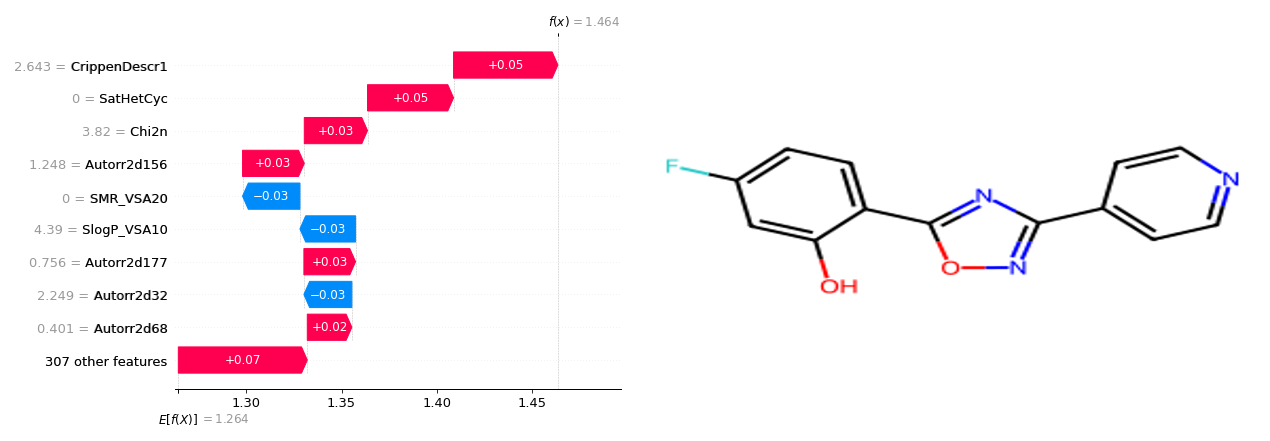 f(x) = 1.464
2.643 = CrippenDescr1
+0.05
0 = SatHetCyc
+0.05
3.82 = Chi2n
+0.03
1.248 = Autorr2d156
+0.03
0 = SMR_VSA20
−0.03
4.39 = SlogP_VSA10
−0.03
0.756 = Autorr2d177
+0.03
2.249 = Autorr2d32
−0.03
0.401 = Autorr2d68
+0.02
307 other features
+0.07
1.30 1.35 1.40 1.45
E[f(X)] = 1.264
F
N
N
O
N
OH